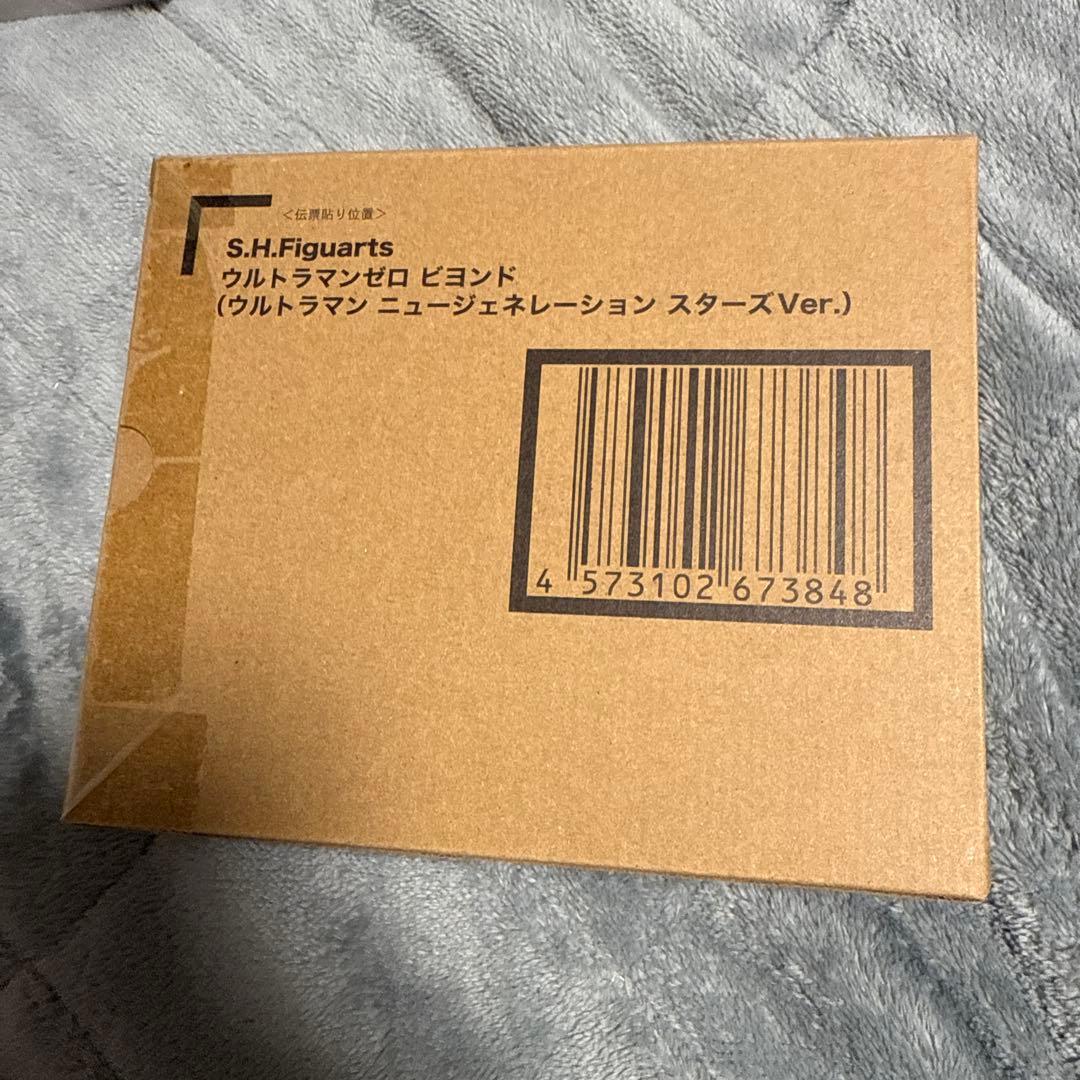 <伝票貼り位置>
S.H.Figuarts
ウルトラマンゼロ ビヨンド
(ウルトラマン ニュージェネレーション スターズVer.)
4 573102 673848